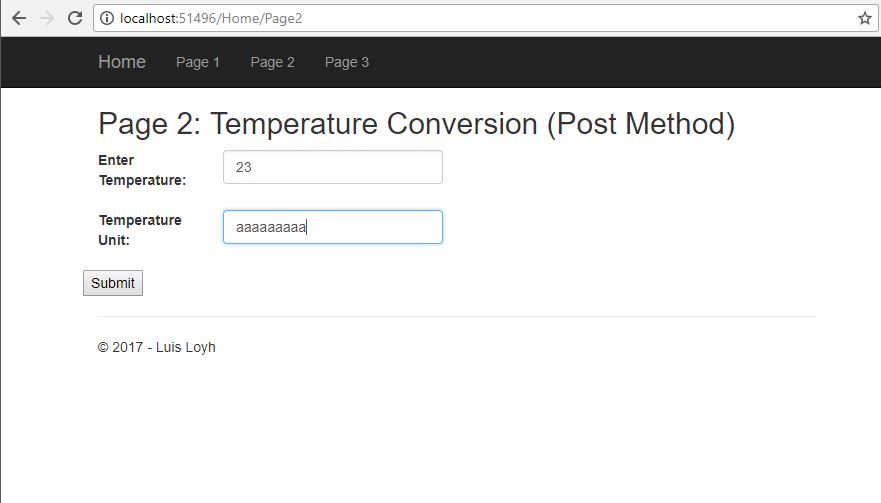 localhost:51496/Home/Page2
Home Page 1 Page 2 Page 3
Page 2: Temperature Conversion (Post Method)
Enter
Temperature:
23
Temperature
Unit:
aaaaaaaaa
Submit
© 2017 - Luis Loyh